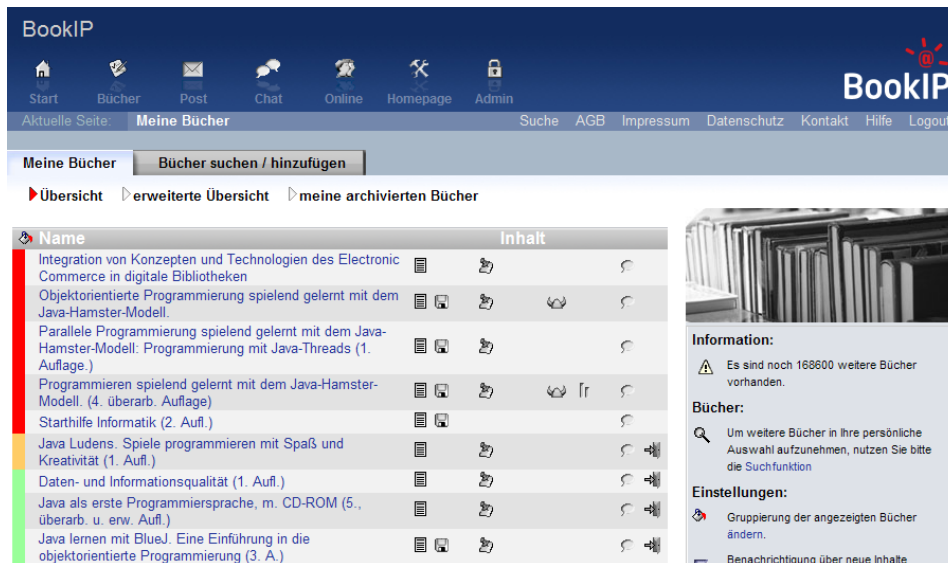 BookIP
Start Bücher Post Chat Online Homepage Admin
BookIP
Aktuelle Seite: Meine Bücher Suche AGB Impressum Datenschutz Kontakt Hilfe Logout
Meine Bücher Bücher suchen / hinzufügen
Übersicht erweiterte Übersicht meine archivierten Bücher
Name Inhalt
Integration von Konzepten und Technologien des Electronic
Commerce in digitale Bibliotheken
Objektorientierte Programmierung spielend gelernt mit dem
Java-Hamster-Modell.
Parallele Programmierung spielend gelernt mit dem Java-
Hamster-Modell: Programmierung mit Java-Threads (1.
Auflage.)
Programmieren spielend gelernt mit dem Java-Hamster-
Modell. (4. überarb. Auflage)
Starthilfe Informatik (2. Aufl.)
Java Ludens. Spiele programmieren mit Spaß und
Kreativität (1. Aufl.)
Daten- und Informationsqualität (1. Aufl.)
Java als erste Programmiersprache, m. CD-ROM (5.,
überarb. u. erw. Aufl.)
Java lernen mit BlueJ. Eine Einführung in die
objektorientierte Programmierung (3. A.)
Information:
Es sind noch 168600 weitere Bücher
vorhanden.
Bücher:
Um weitere Bücher in Ihre persönliche
Auswahl aufzunehmen, nutzen Sie bitte
die Suchfunktion
Einstellungen:
Gruppierung der angezeigten Bücher
ändern.
Benachrichtigung über neue Inhalte